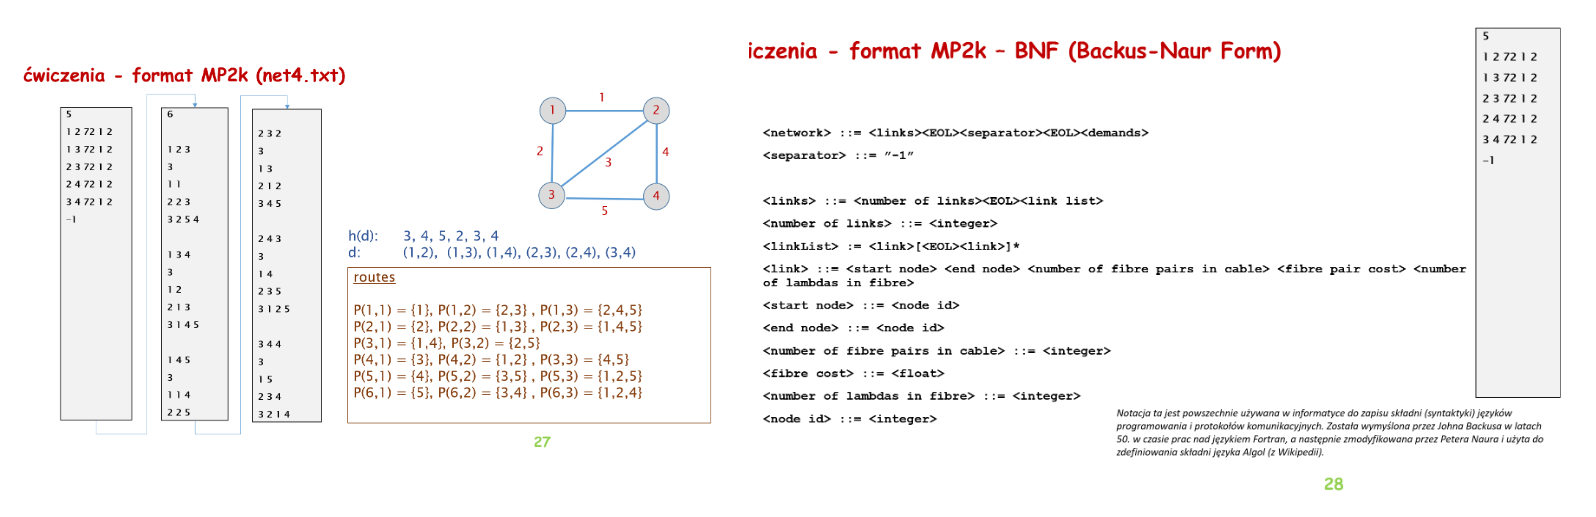 ćwiczenia - format MP2k (net4.txt)
5
1 2 72 1 2
1 3 72 1 2
2 3 72 1 2
2 4 72 1 2
3 4 72 1 2
–1
6
1 2 3
3
1 1
2 2 3
3 2 5 4
1 3 4
3
1 2
2 1 3
3 1 4 5
1 4 5
3
1 1 4
2 2 5
2 3 2
3
1 3
2 1 2
3 4 5
2 4 3
3
1 4
2 3 5
3 1 2 5
3 4 4
3
1 5
2 3 4
3 2 1 4
1
1
2
2
3
4
3
4
5
h(d): 3, 4, 5, 2, 3, 4
d: (1,2), (1,3), (1,4), (2,3), (2,4), (3,4)
routes
P(1,1) = {1}, P(1,2) = {2,3} , P(1,3) = {2,4,5}
P(2,1) = {2}, P(2,2) = {1,3} , P(2,3) = {1,4,5}
P(3,1) = {1,4}, P(3,2) = {2,5}
P(4,1) = {3}, P(4,2) = {1,2} , P(3,3) = {4,5}
P(5,1) = {4}, P(5,2) = {3,5} , P(5,3) = {1,2,5}
P(6,1) = {5}, P(6,2) = {3,4} , P(6,3) = {1,2,4}
27
iczenia - format MP2k – BNF (Backus-Naur Form)
<network> ::= <links><EOL><separator><EOL><demands>
<separator> ::= ”-1”
<links> ::= <number of links><EOL><link list>
<number of links> ::= <integer>
<linkList> := <link>[<EOL><link>]*
<link> ::= <start node> <end node> <number of fibre pairs in cable> <fibre pair cost> <number
of lambdas in fibre>
<start node> ::= <node id>
<end node> ::= <node id>
<number of fibre pairs in cable> ::= <integer>
<fibre cost> ::= <float>
<number of lambdas in fibre> ::= <integer>
<node id> ::= <integer>
5
1 2 72 1 2
1 3 72 1 2
2 3 72 1 2
2 4 72 1 2
3 4 72 1 2
–1
Notacja ta jest powszechnie używana w informatyce do zapisu składni (syntaktyki) języków
programowania i protokołów komunikacyjnych. Została wymyślona przez Johna Backusa w latach
50. w czasie prac nad językiem Fortran, a następnie zmodyfikowana przez Petera Naura i użyta do
zdefiniowania składni języka Algol (z Wikipedii).
28